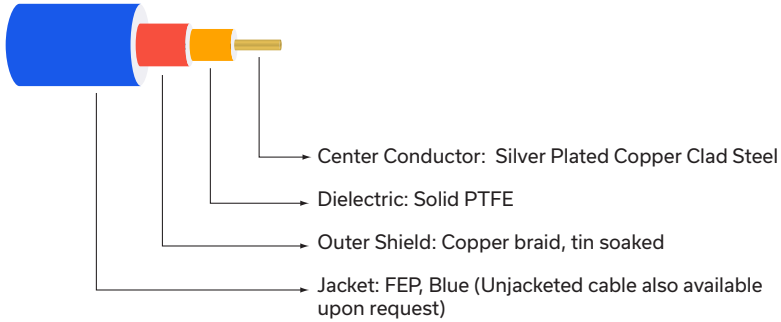 Center Conductor: Silver Plated Copper Clad Steel
Dielectric: Solid PTFE
Outer Shield: Copper braid, tin soaked
Jacket: FEP, Blue (Unjacketed cable also available
upon request)